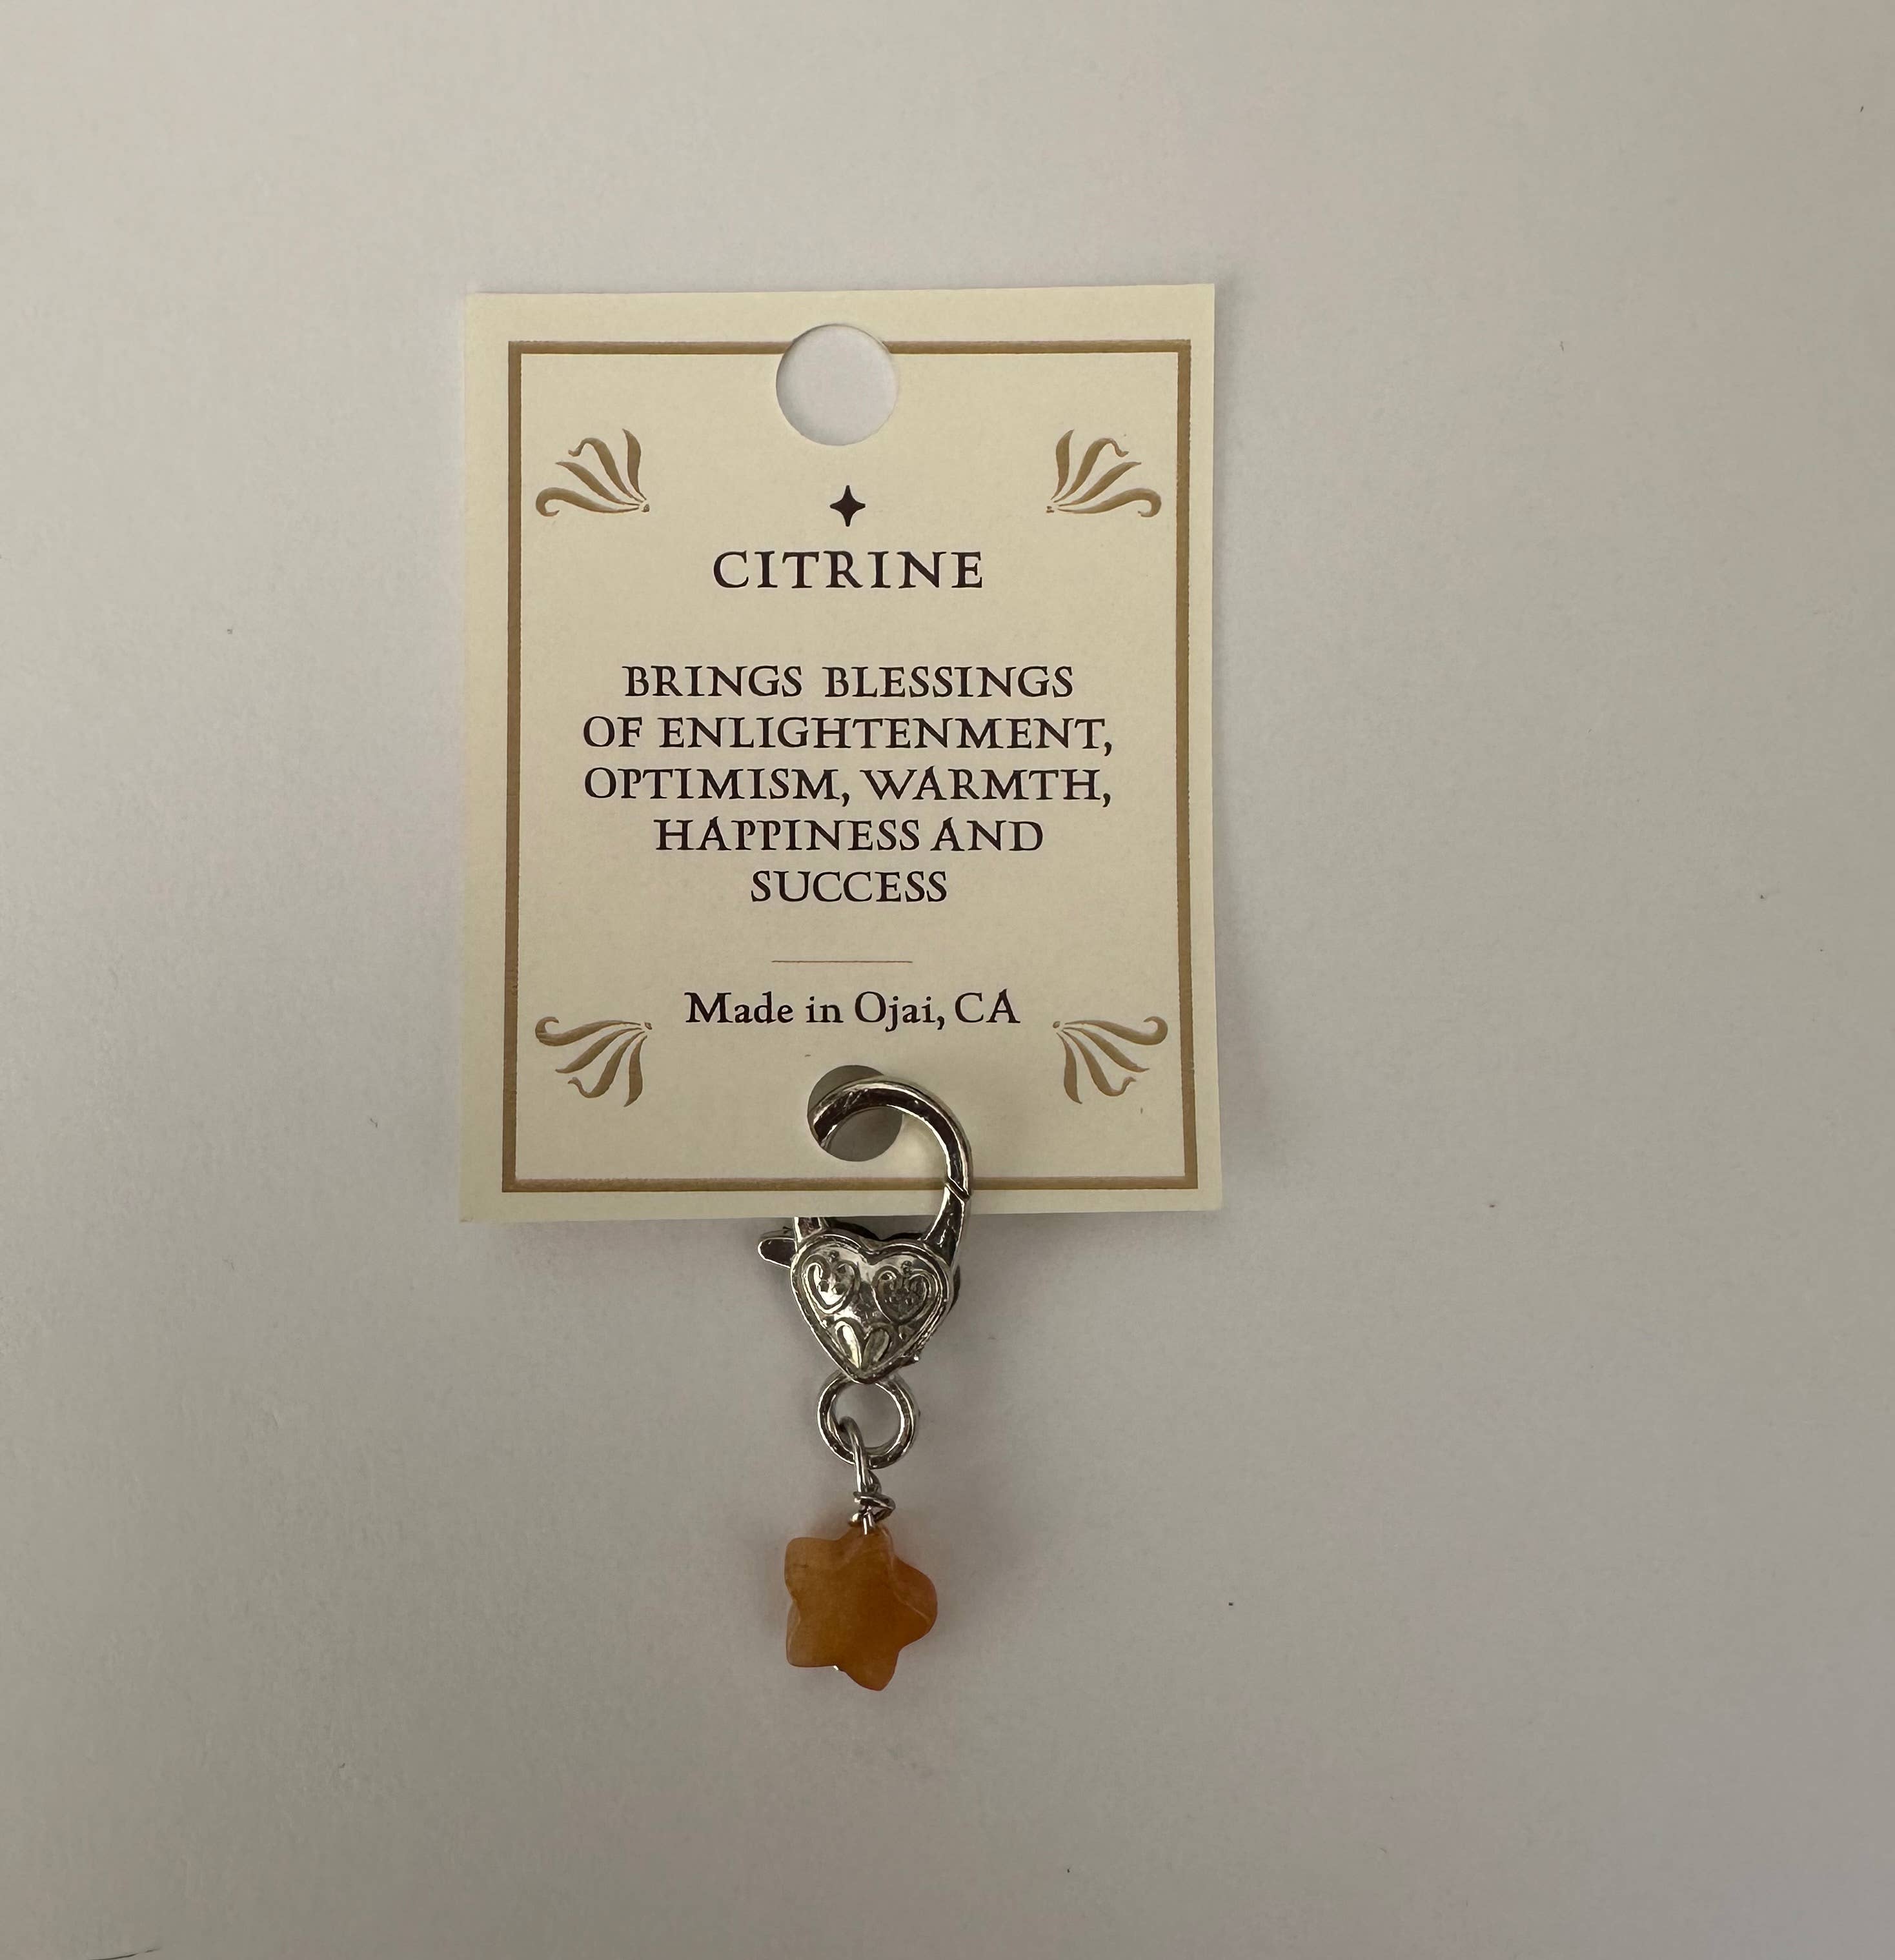 CITRINE
BRINGS BLESSINGS
OF ENLIGHTENMENT,
OPTIMISM, WARMTH,
HAPPINESS AND
SUCCESS
Made in Ojai, CA